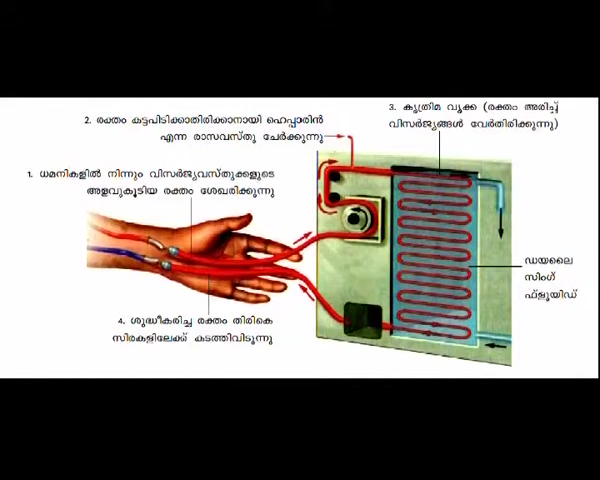 3. കൃത്രിമ വൃക്ക (രക്തം അരിച്ച്
വിസർജ്യങ്ങൾ വേർതിരിക്കുന്നു)
2. രക്തം കട്ടപിടിക്കാതിരിക്കാനായി ഹെപ്പാരിൻ
എന്ന രാസവസ്തു ചേർക്കുന്നു
1. ധമനികളിൽ നിന്നും വിസർജ്യവസ്തുക്കളുടെ
അളവുകൂടിയ രക്തം ശേഖരിക്കുന്നു
ഡയലൈ
സിംഗ്
ഫ്ളൂയിഡ്
4. ശുദ്ധീകരിച്ച രക്തം തിരികെ
സിരകളിലേക്ക് കടത്തിവിടുന്നു